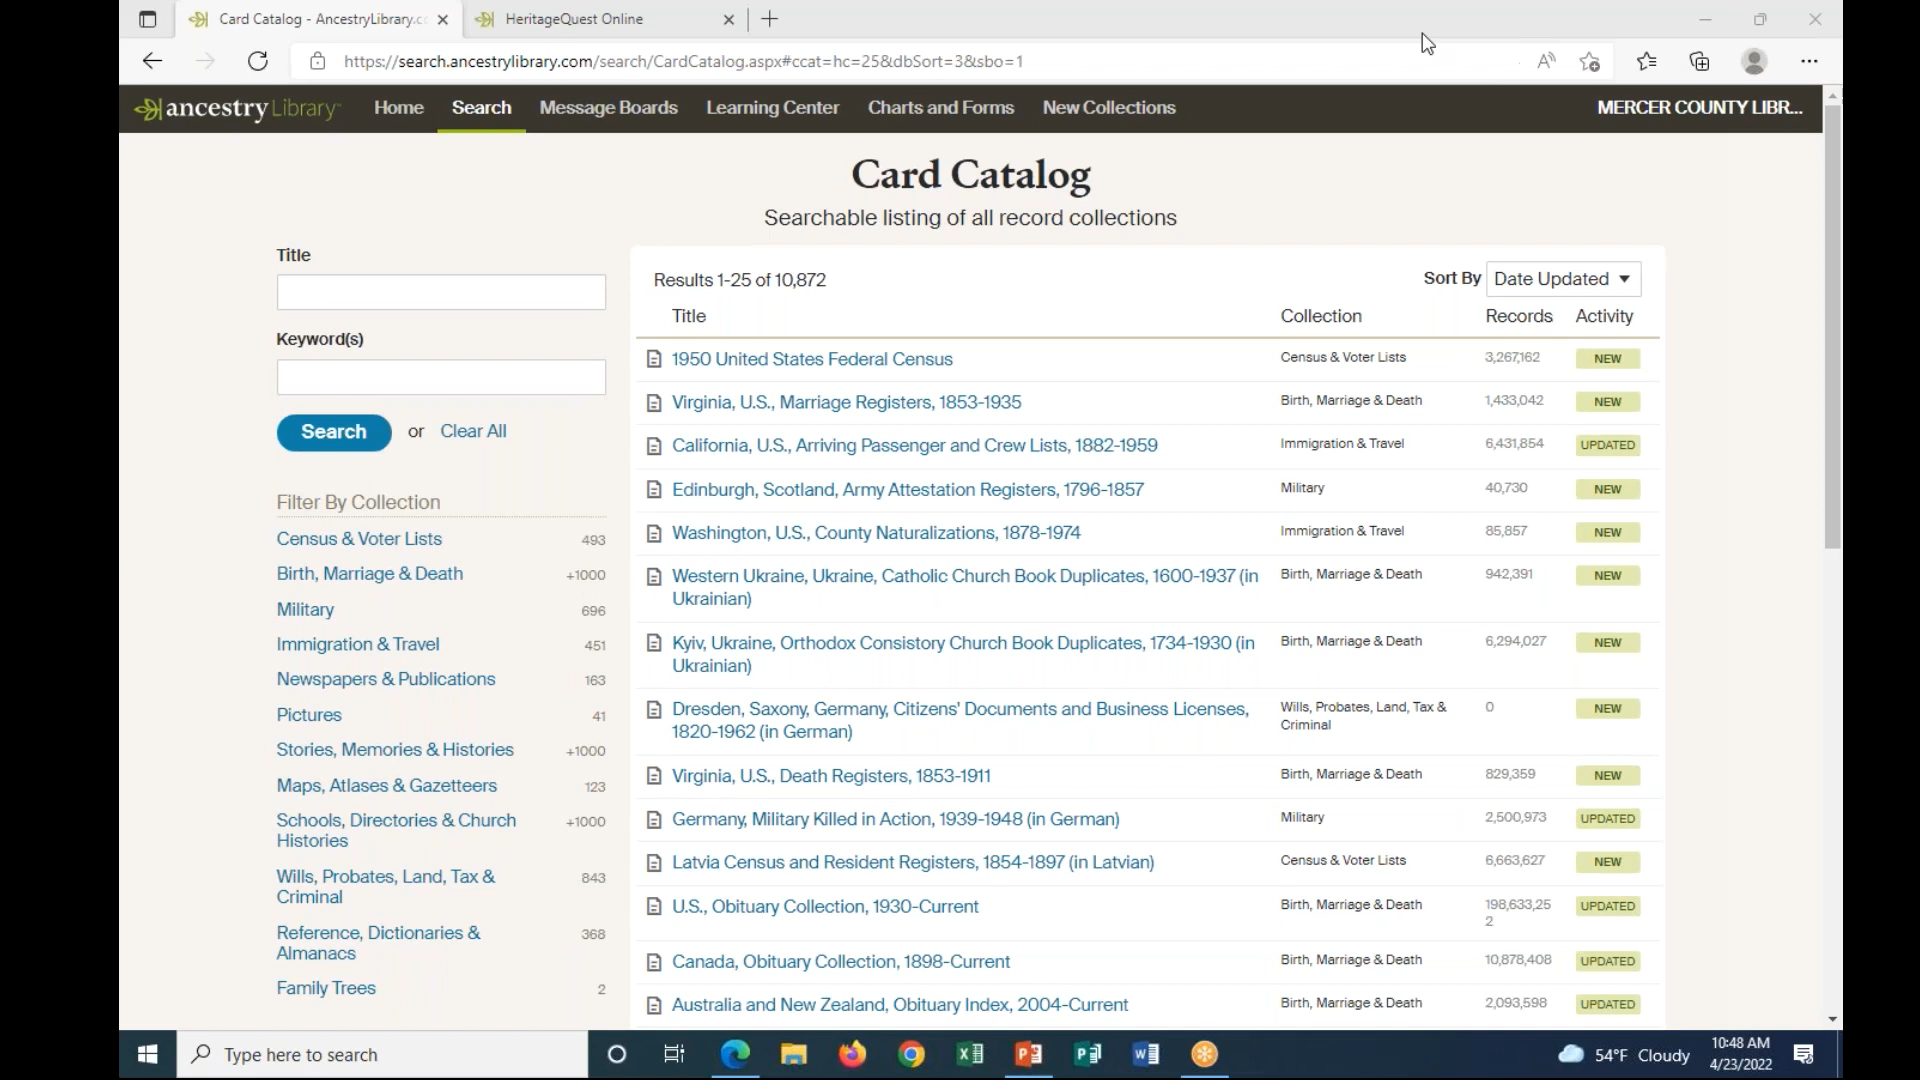 Card Catalog - AncestryLibrary.c
HeritageQuest Online
https://search.ancestrylibrary.com/search/CardCatalog.aspx#ccat=hc=25&dbSort=3&sbo=1
ancestryLibrary Home Search Message Boards Learning Center Charts and Forms New Collections MERCER COUNTY LIBR...
Card Catalog
Searchable listing of all record collections
Title
Keyword(s)
Search or Clear All
Filter By Collection
Census & Voter Lists 493
Birth, Marriage & Death +1000
Military 696
Immigration & Travel 451
Newspapers & Publications 163
Pictures 41
Stories, Memories & Histories +1000
Maps, Atlases & Gazetteers 123
Schools, Directories & Church +1000
Histories
Wills, Probates, Land, Tax & 843
Criminal
Reference, Dictionaries & 368
Almanacs
Family Trees 2
Results 1-25 of 10,872 Sort By Date Updated
Title Collection Records Activity
1950 United States Federal Census Census & Voter Lists 3,267,162 NEW
Virginia, U.S., Marriage Registers, 1853-1935 Birth, Marriage & Death 1,433,042 NEW
California, U.S., Arriving Passenger and Crew Lists, 1882-1959 Immigration & Travel 6,431,854 UPDATED
Edinburgh, Scotland, Army Attestation Registers, 1796-1857 Military 40,730 NEW
Washington, U.S., County Naturalizations, 1878-1974 Immigration & Travel 85,857 NEW
Western Ukraine, Ukraine, Catholic Church Book Duplicates, 1600-1937 (in Birth, Marriage & Death 942,391 NEW
Ukrainian)
Kyiv, Ukraine, Orthodox Consistory Church Book Duplicates, 1734-1930 (in Birth, Marriage & Death 6,294,027 NEW
Ukrainian)
Dresden, Saxony, Germany, Citizens' Documents and Business Licenses, Wills, Probates, Land, Tax & 0 NEW
1820-1962 (in German) Criminal
Virginia, U.S., Death Registers, 1853-1911 Birth, Marriage & Death 829,359 NEW
Germany, Military Killed in Action, 1939-1948 (in German) Military 2,500,973 UPDATED
Latvia Census and Resident Registers, 1854-1897 (in Latvian) Census & Voter Lists 6,663,627 NEW
U.S., Obituary Collection, 1930-Current Birth, Marriage & Death 198,633,25 UPDATED
2
Canada, Obituary Collection, 1898-Current Birth, Marriage & Death 10,878,408 UPDATED
Australia and New Zealand, Obituary Index, 2004-Current Birth, Marriage & Death 2,093,598 UPDATED
Type here to search
54°F Cloudy
10:48 AM
4/23/2022